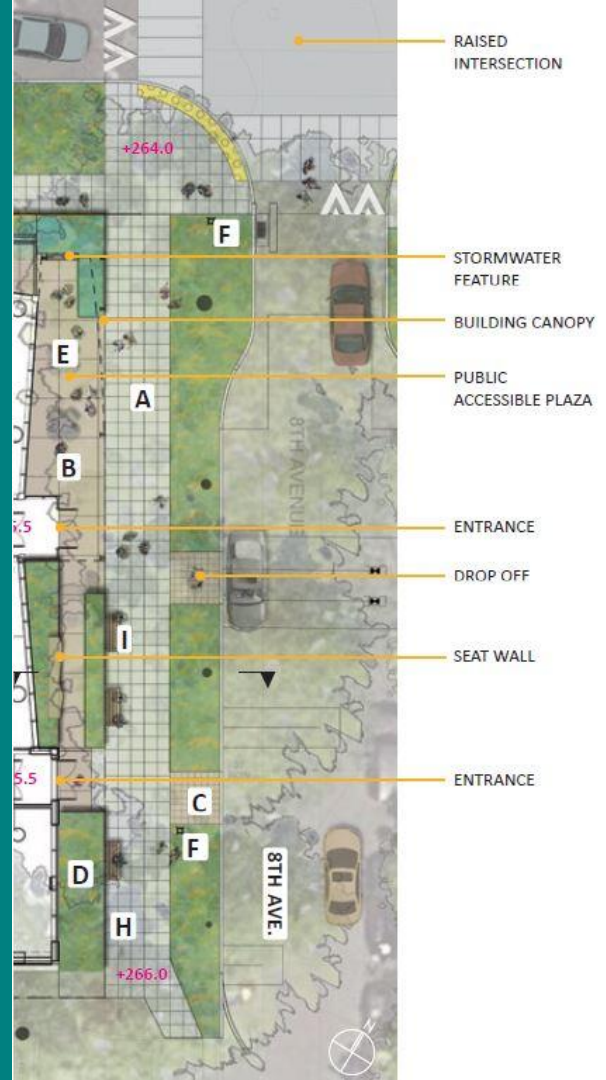 RAISED
INTERSECTION
+264.0
F
STORMWATER
FEATURE
BUILDING CANOPY
E
PUBLIC
ACCESSIBLE PLAZA
A
8TH AVENUE
B
5.5
ENTRANCE
DROP OFF
I
SEAT WALL
5.5
ENTRANCE
C
F
D
8TH AVE.
H
+266.0
N